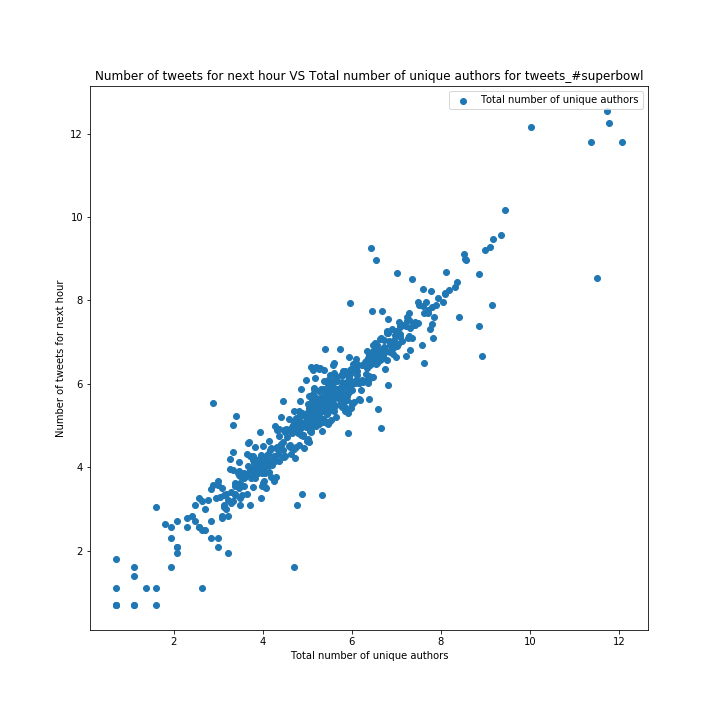 Number of tweets for next hour VS Total number of unique authors for tweets_#superbowl
Total number of unique authors
12
10
8
6
4
2
Number of tweets for next hour
2 4 6 8 10 12
Total number of unique authors